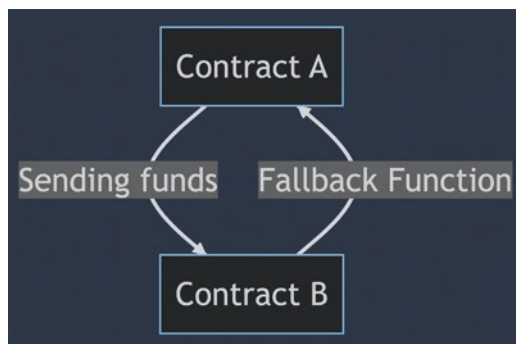 Contract A
Sending funds
Fallback Function
Contract B